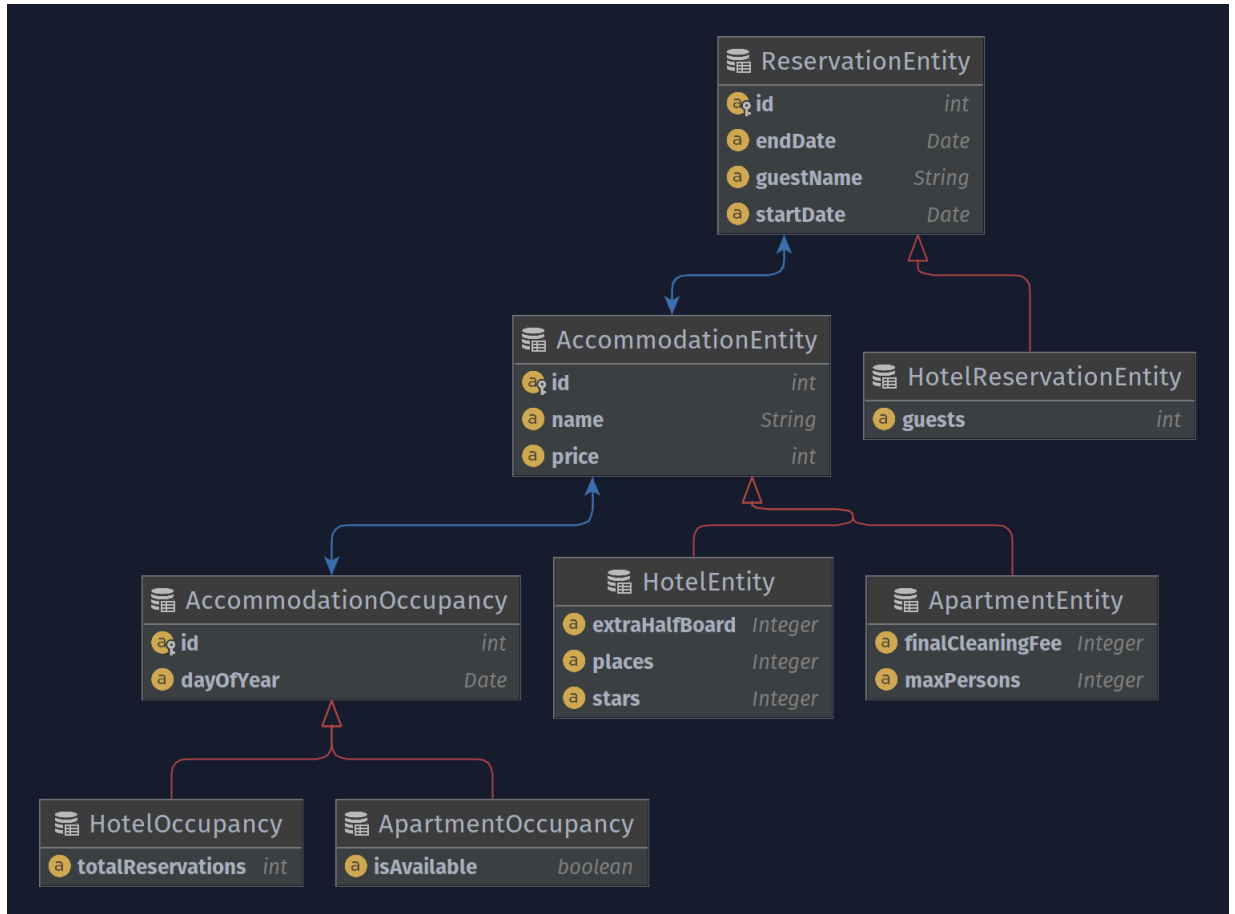 ReservationEntity
id int
endDate Date
guestName String
startDate Date
AccommodationEntity
id int
name String
price int
HotelReservationEntity
guests int
AccommodationOccupancy
id int
dayOfYear Date
HotelEntity
extraHalfBoard Integer
places Integer
stars Integer
ApartmentEntity
finalCleaningFee Integer
maxPersons Integer
HotelOccupancy
totalReservations int
ApartmentOccupancy
isAvailable boolean